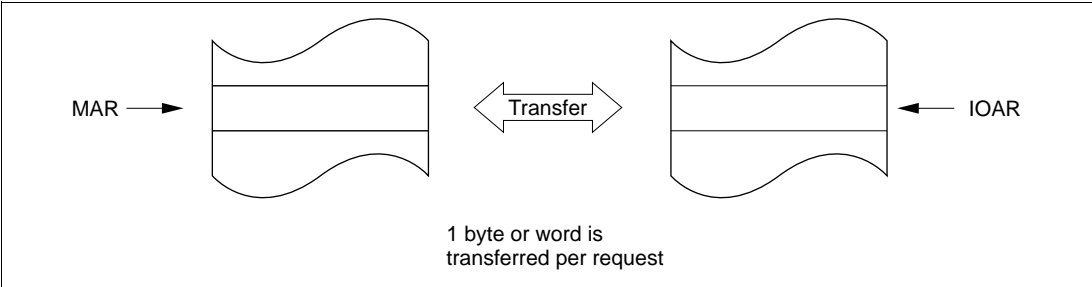 MAR
Transfer
IOAR
1 byte or word is
transferred per request